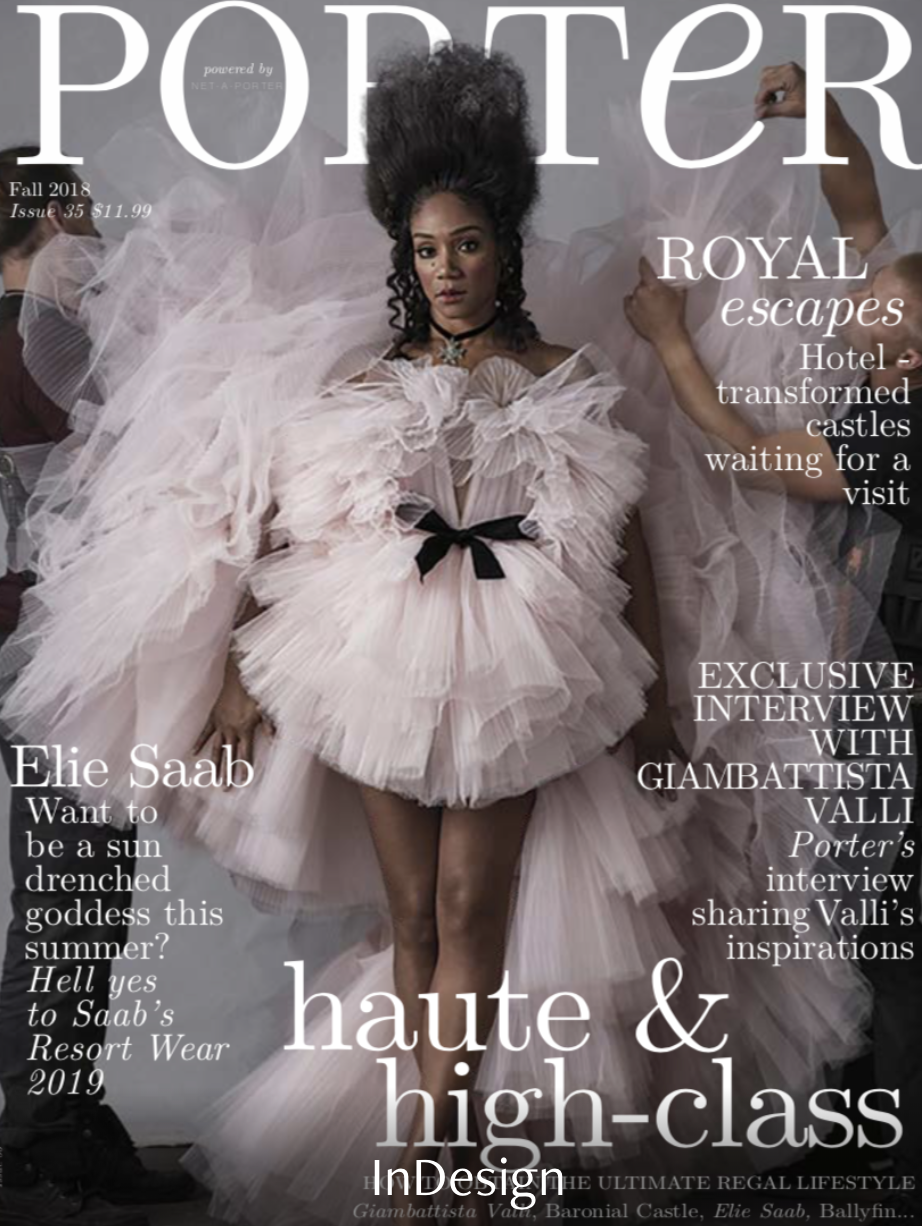 PORTER
powered by
NET-A-PORTER
Fall 2018
Issue 35 $11.99
ROYAL
escapes
Hotel -
transformed
castles
waiting for a
visit
EXCLUSIVE
INTERVIEW
WITH
GIAMBATTISTA
VALLI
Porter's
interview
sharing Valli's
inspirations
Elie Saab
Want to
be a sun
drenched
goddess this
summer?
Hell yes
to Saab's
Resort Wear
2019
haute &
high-class
InDesign
THE ULTIMATE REGAL LIFESTYLE
Giambattista Valli, Baronial Castle, Elie Saab, Ballyfin...